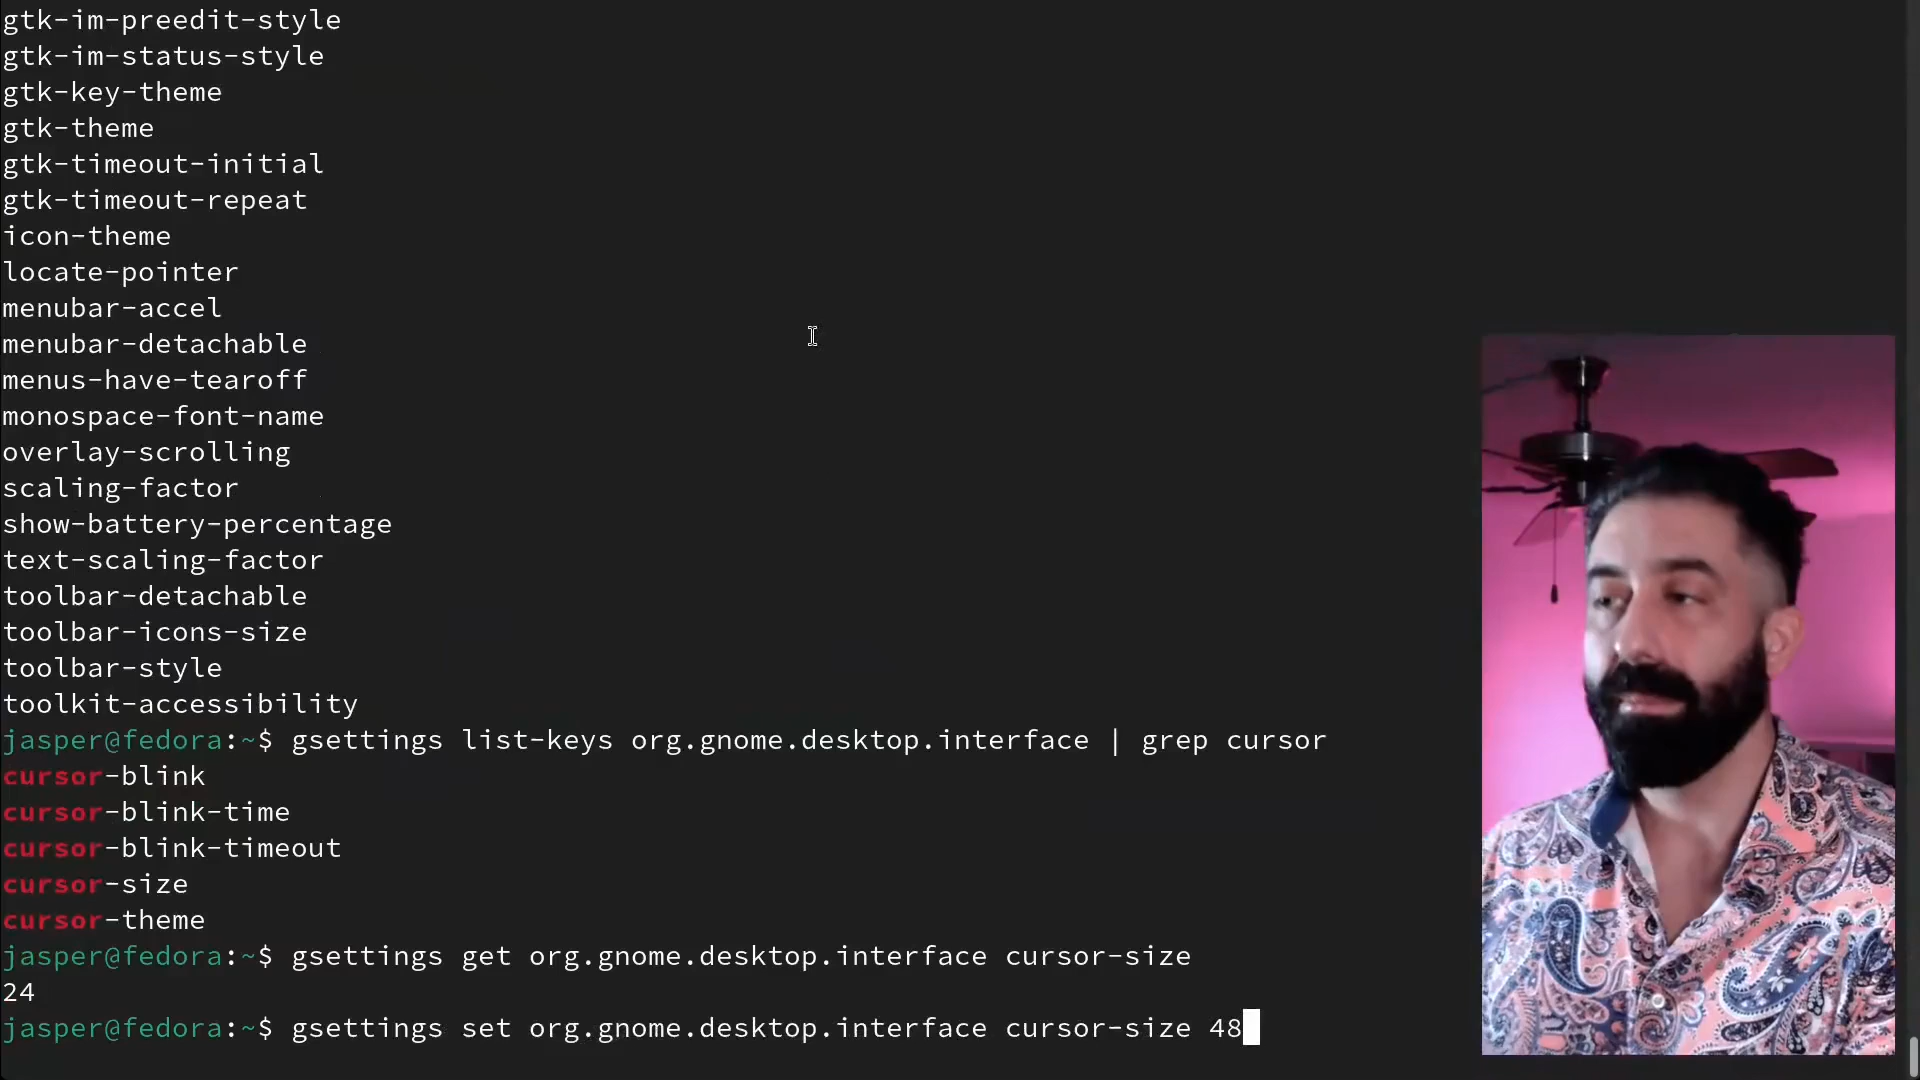 gtk-im-preedit-style
gtk-im-status-style
gtk-key-theme
gtk-theme
gtk-timeout-initial
gtk-timeout-repeat
icon-theme
locate-pointer
menubar-accel
menubar-detachable
menus-have-tearoff
monospace-font-name
overlay-scrolling
scaling-factor
show-battery-percentage
text-scaling-factor
toolbar-detachable
toolbar-icons-size
toolbar-style
toolkit-accessibility
jasper@fedora:~$ gsettings list-keys org.gnome.desktop.interface | grep cursor
cursor-blink
cursor-blink-time
cursor-blink-timeout
cursor-size
cursor-theme
jasper@fedora:~$ gsettings get org.gnome.desktop.interface cursor-size
24
jasper@fedora:~$ gsettings set org.gnome.desktop.interface cursor-size 48